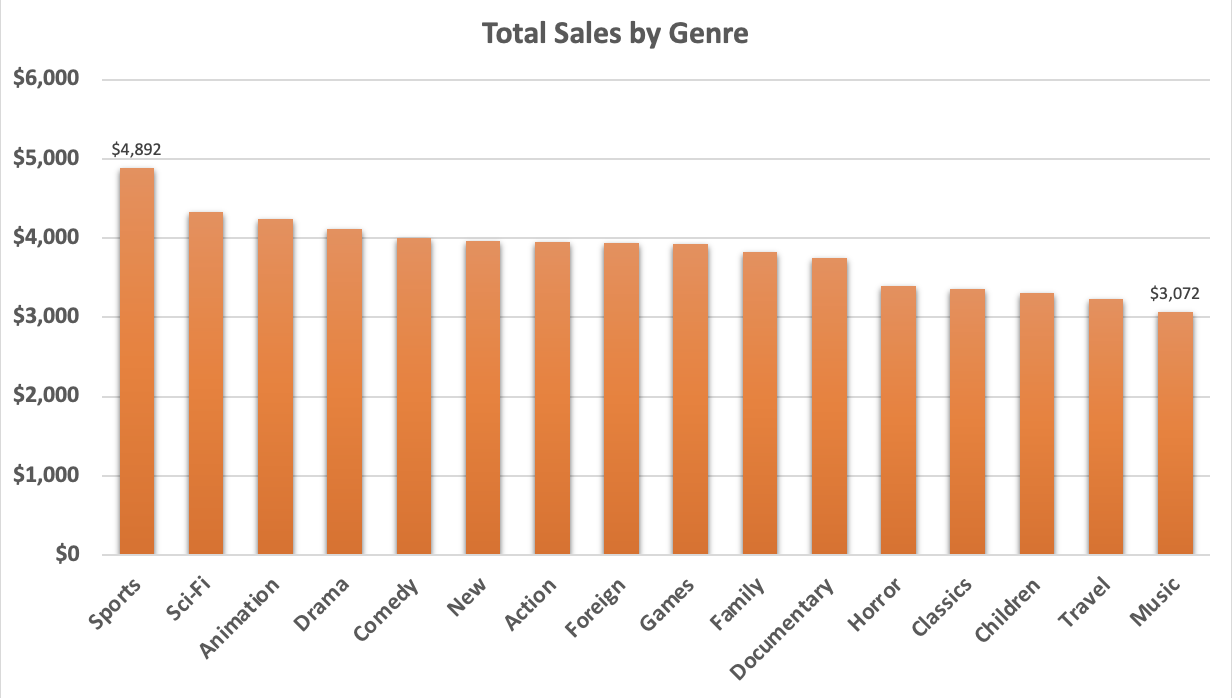 Total Sales by Genre
$6,000
$5,000
$4,000
$3,000
$2,000
$1,000
$0
$4,892
$3,072
Sports
Sci-Fi
Animation
Drama
Comedy
New
Action
Foreign
Games
Family
Documentary
Horror
Classics
Children
Travel
Music